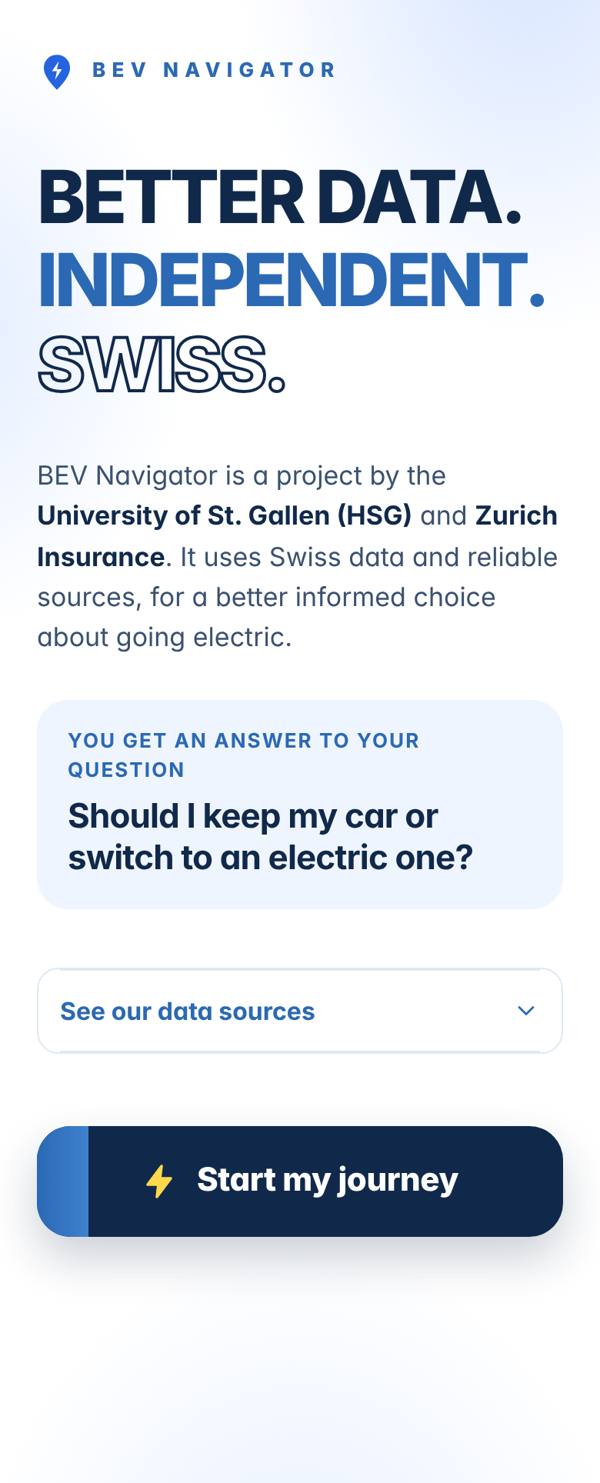 BEV NAVIGATOR
BETTER DATA.
INDEPENDENT.
SWISS.
BEV Navigator is a project by the
University of St. Gallen (HSG) and Zurich
Insurance. It uses Swiss data and reliable
sources, for a better informed choice
about going electric.
YOU GET AN ANSWER TO YOUR
QUESTION
Should I keep my car or
switch to an electric one?
See our data sources
Start my journey